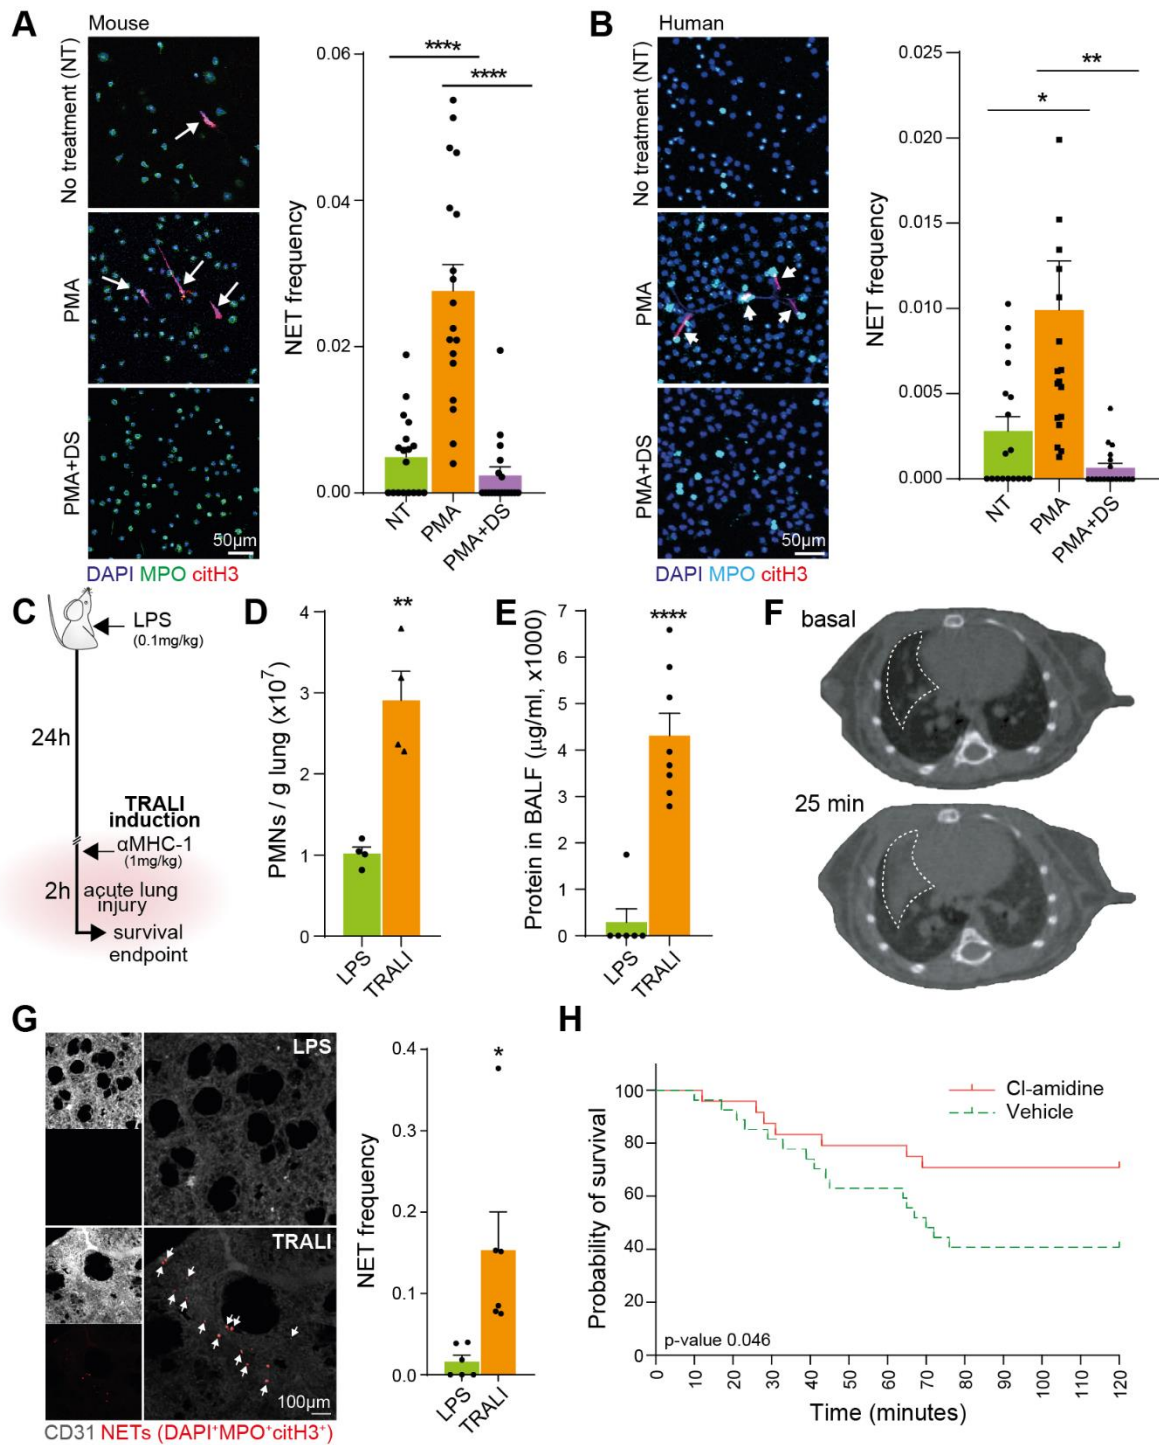 A
Mouse
No treatment (NT)
PMA
PMA+DS
50µm
DAPI MPO citH3
NET frequency
0.06
0.04
0.02
0.00
****
****
NT
PMA
PMA+DS
B
Human
No treatment (NT)
PMA
PMA+DS
50µm
DAPI MPO citH3
NET frequency
0.025
0.020
0.015
0.010
0.005
0.000
**
*
NT
PMA
PMA+DS
C
LPS
(0.1mg/kg)
24h
TRALI
induction
αMHC-1
(1mg/kg)
2h
acute lung
injury
survival
endpoint
D
PMNs / g lung (x10⁷)
4
3
2
1
0
**
LPS
TRALI
E
Protein in BALF (µg/ml, x1000)
7
6
5
4
3
2
1
0
****
LPS
TRALI
F
basal
25 min
G
LPS
TRALI
100µm
CD31 NETs (DAPI⁺MPO⁺citH3⁺)
NET frequency
0.4
0.3
0.2
0.1
0.0
*
LPS
TRALI
H
Probability of survival
100
80
60
40
20
0
Cl-amidine
Vehicle
p-value 0.046
0 10 20 30 40 50 60 70 80 90 100 110 120
Time (minutes)